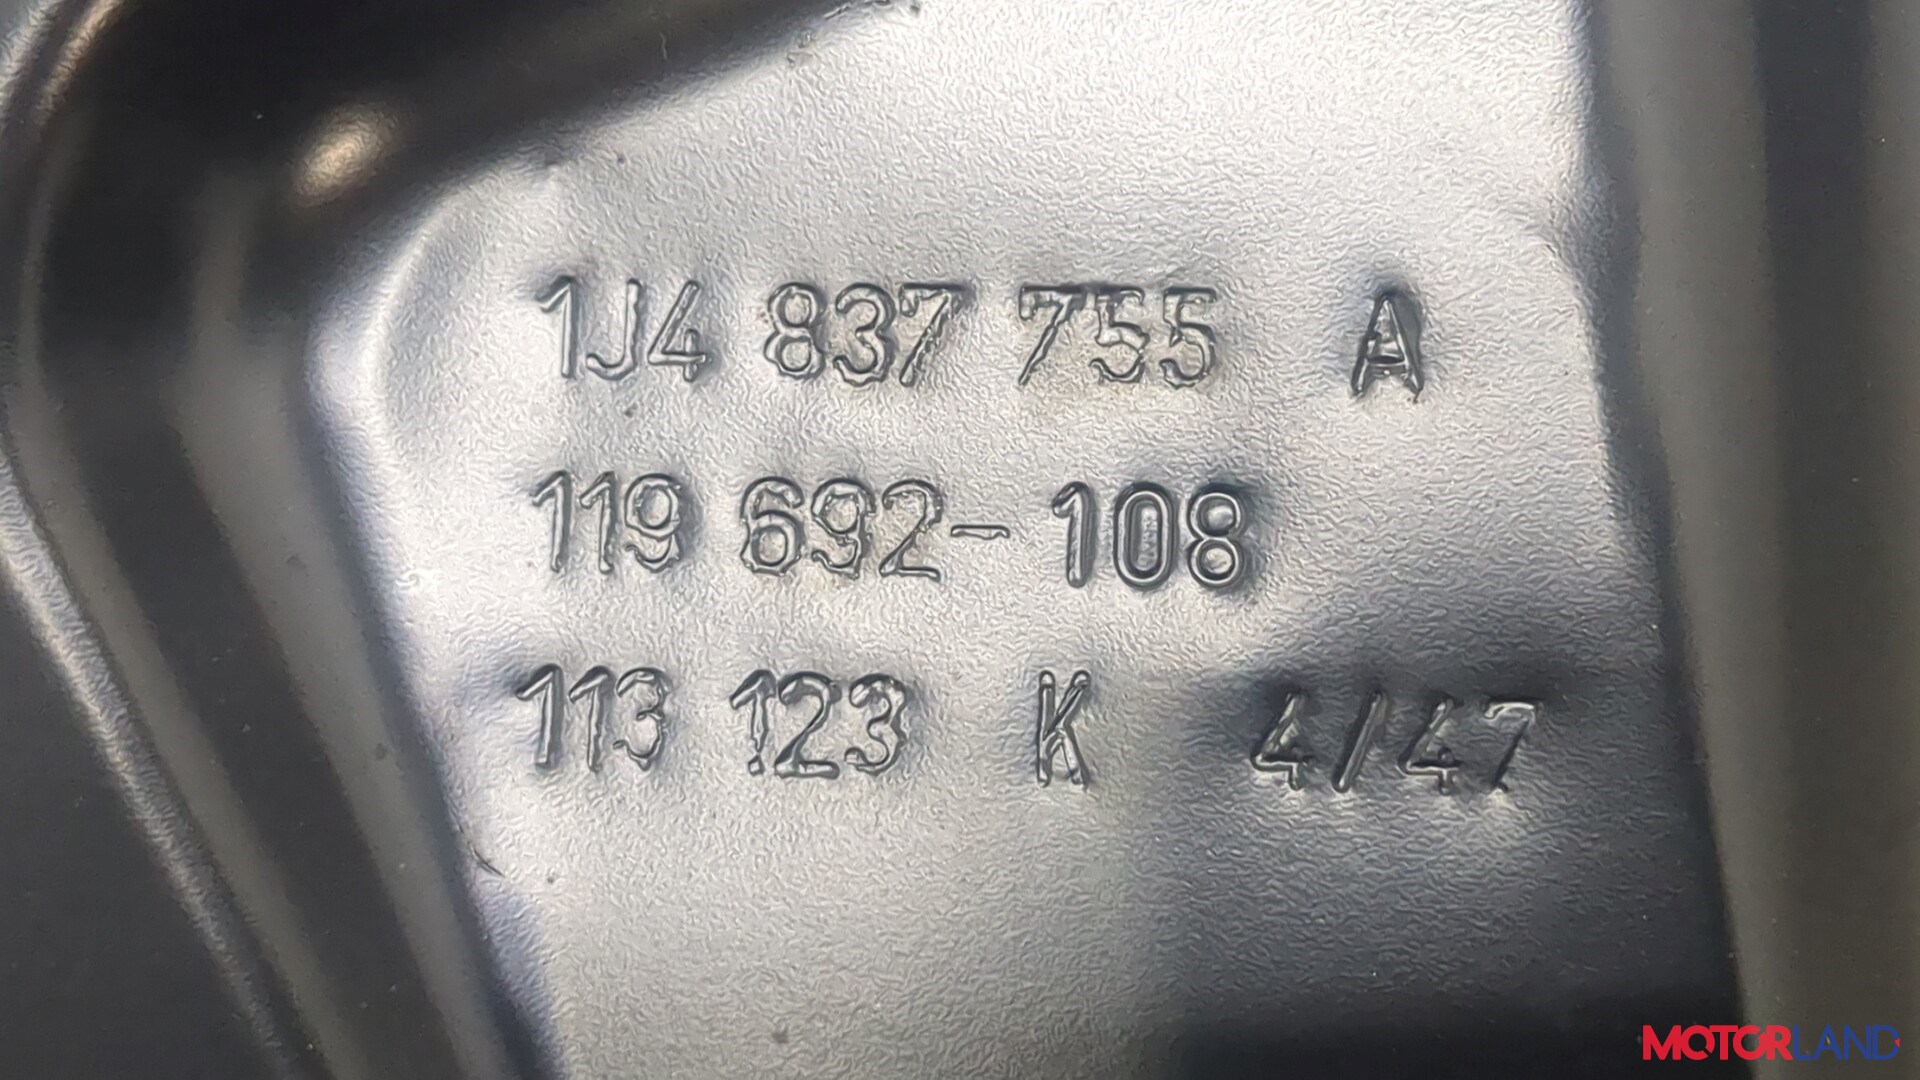 1J4 837 755 A
119 692-108
113 123 K 4/47
MOTORLAND